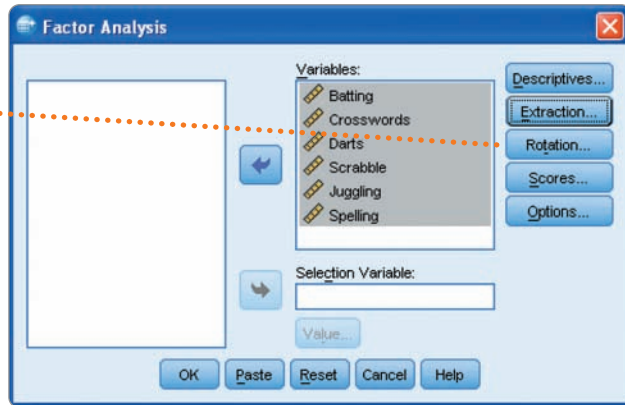 Factor Analysis
Variables:
Batting
Crosswords
Darts
Scrabble
Juggling
Spelling
Descriptives...
Extraction...
Rotation...
Scores...
Options...
Selection Variable:
Value...
OK Paste Reset Cancel Help